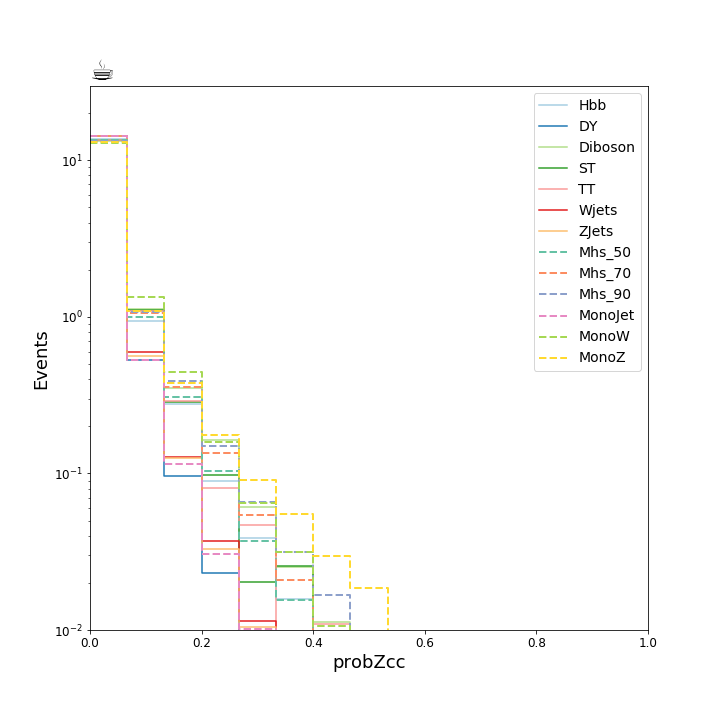 ☕
Events
10¹
10⁰
10⁻¹
10⁻²
0.0 0.2 0.4 0.6 0.8 1.0
probZcc
Hbb
DY
Diboson
ST
TT
Wjets
ZJets
Mhs_50
Mhs_70
Mhs_90
MonoJet
MonoW
MonoZ